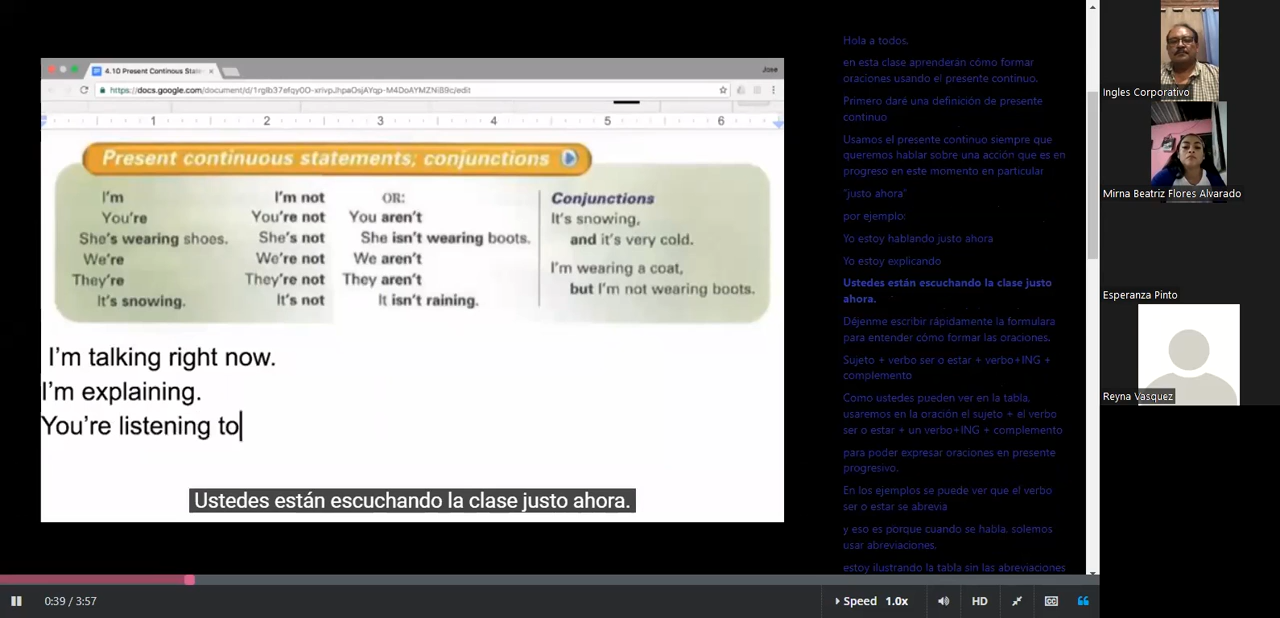 4.10 Present Continous State
Jose
https://docs.google.com/document/d/
/edit
1 2 3 4 5 6
Present continuous statements; conjunctions
I'm I'm not OR: Conjunctions
You're You're not You aren't It's snowing,
She's wearing shoes. She's not She isn't wearing boots. and it's very cold.
We're We're not We aren't I'm wearing a coat,
They're They're not They aren't but I'm not wearing boots.
It's snowing. It's not It isn't raining.
I'm talking right now.
I'm explaining.
You're listening to
Ustedes están escuchando la clase justo ahora.
0:39 / 3:57
Speed 1.0x
HD
CC
Hola a todos,
en esta clase aprenderán cómo formar
oraciones usando el presente continuo,
Primero daré una definición de presente
continuo
Usamos el presente continuo siempre que
queremos hablar sobre una acción que es en
progreso en este momento en particular
"justo ahora"
por ejemplo:
Yo estoy hablando justo ahora
Yo estoy explicando
Ustedes están escuchando la clase justo
ahora.
Déjenme escribir rápidamente la formulara
para entender cómo formar las oraciones.
Sujeto + verbo ser o estar + verbo+ING +
complemento
Como ustedes pueden ver en la tabla,
usaremos en la oración el sujeto + el verbo
ser o estar + un verbo+ING + complemento
para poder expresar oraciones en presente
progresivo.
En los ejemplos se puede ver que el verbo
ser o estar se abrevia
y eso es porque cuando se habla, solemos
usar abreviaciones.
estoy ilustrando la tabla sin las abreviaciones
Ingles Corporativo
Mirna Beatriz Flores Alvarado
Esperanza Pinto
Reyna Vasquez